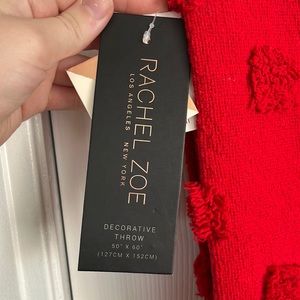 RACHEL ZOE
LOS ANGELES NEW YORK
DECORATIVE
THROW
50" X 60"
(127CM X 152CM)